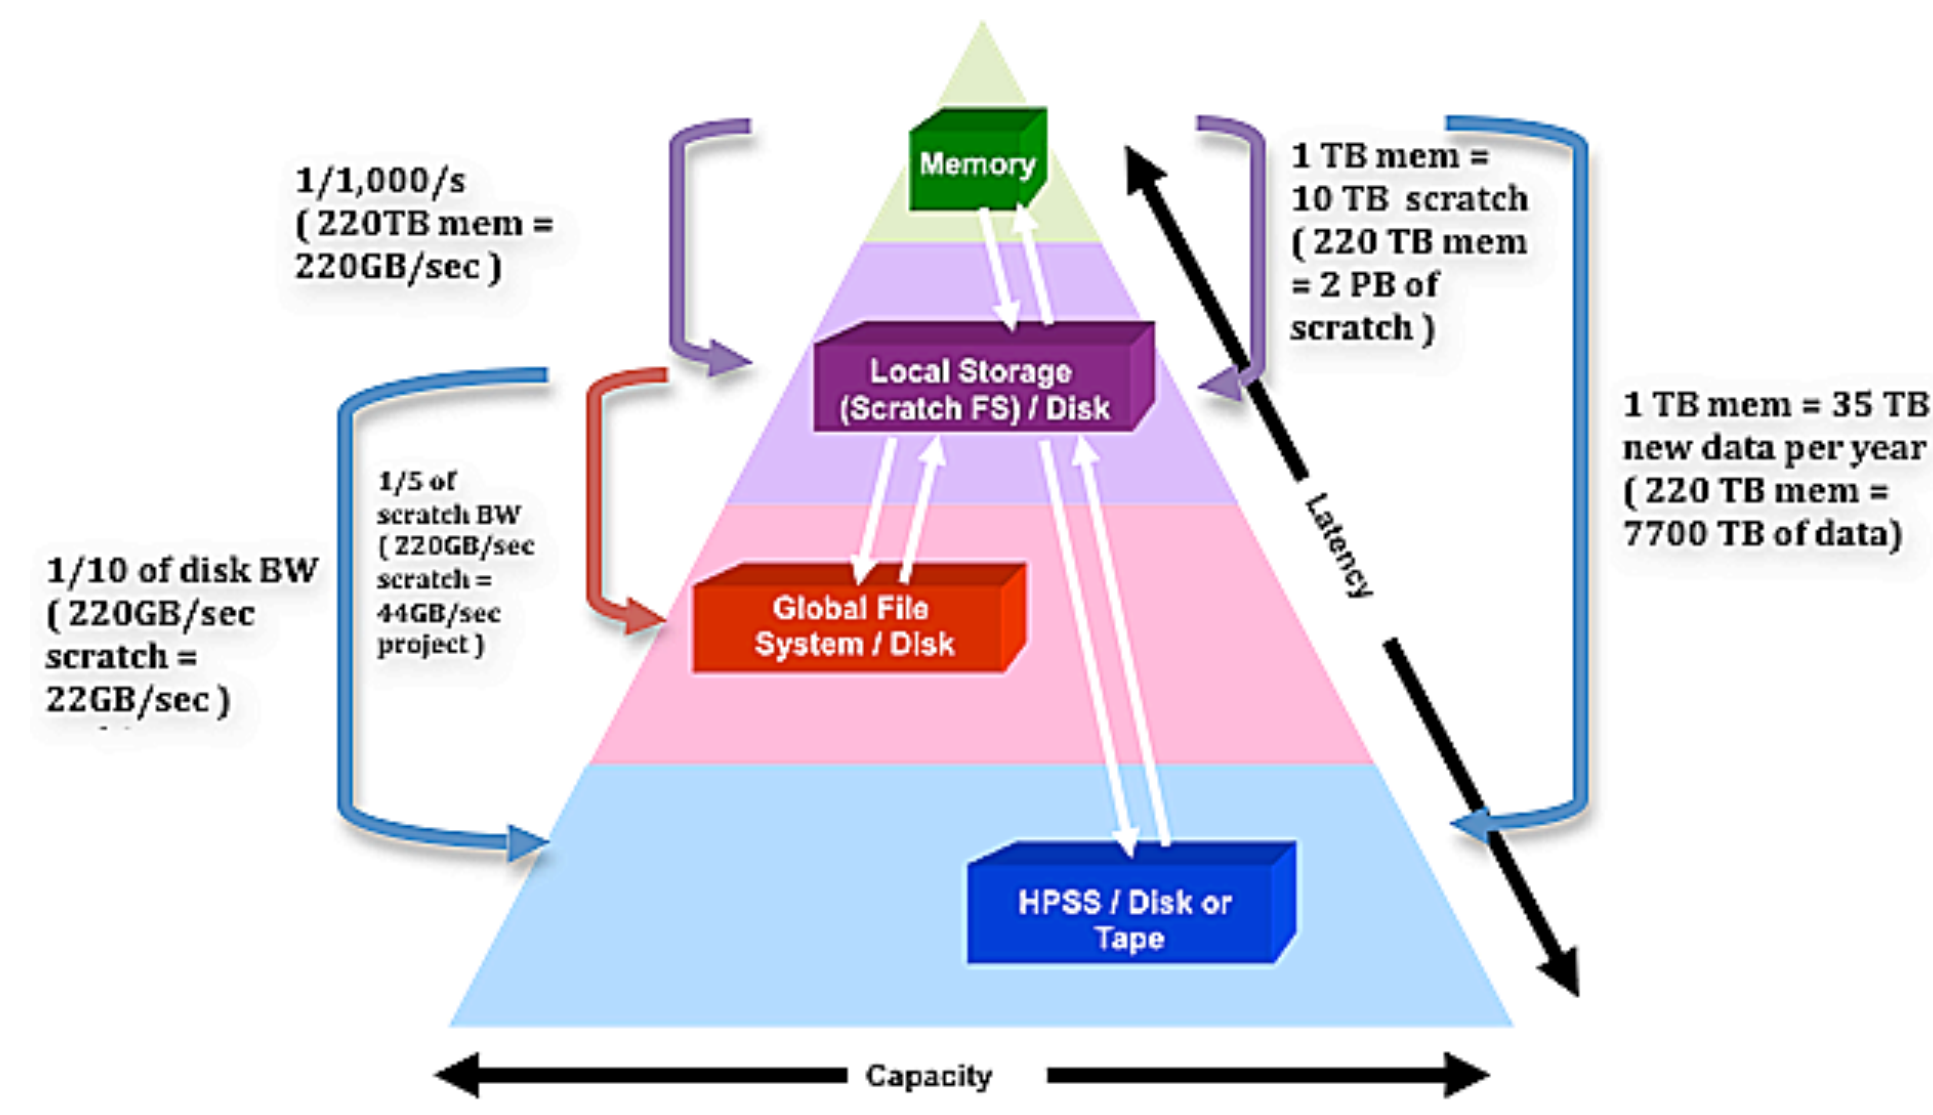 Memory
1/1,000/s
( 220TB mem =
220GB/sec )
1 TB mem =
10 TB scratch
( 220 TB mem
= 2 PB of
scratch )
Local Storage
(Scratch FS) / Disk
1 TB mem = 35 TB
new data per year
( 220 TB mem =
7700 TB of data)
1/5 of
scratch BW
( 220GB/sec
scratch =
44GB/sec
project )
Latency
1/10 of disk BW
( 220GB/sec
scratch =
22GB/sec )
Global File
System / Disk
HPSS / Disk or
Tape
Capacity